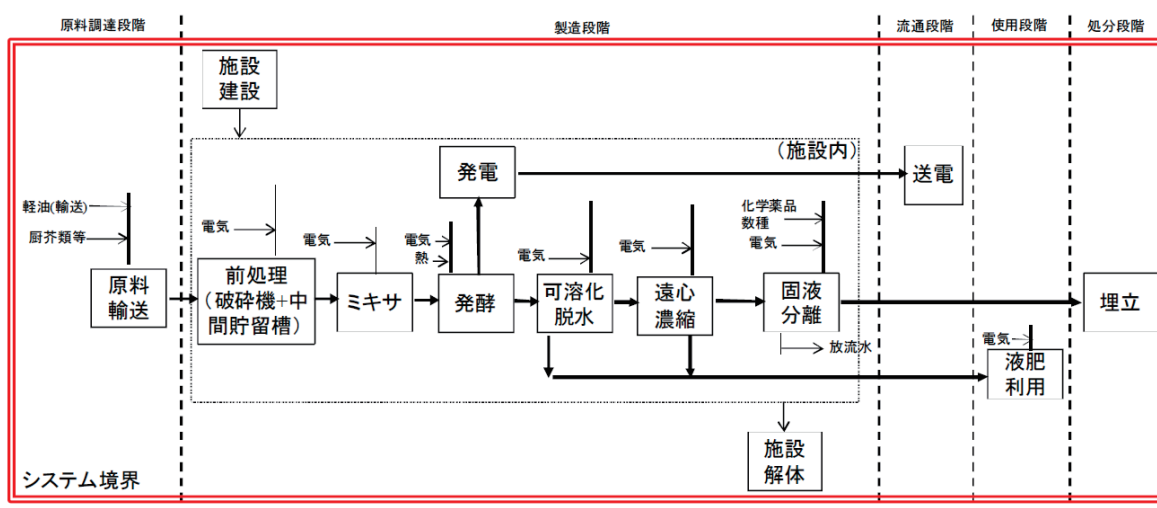 原料調達段階
製造段階
流通段階
使用段階
処分段階
施設
建設
(施設内)
発電
送電
軽油(輸送)
厨芥類等
電気
電気
電気
熱
電気
電気
化学薬品
数種
電気
原料
輸送
前処理
(破砕機+中
間貯留槽)
ミキサ
発酵
可溶化
脱水
遠心
濃縮
固液
分離
埋立
放流水
電気
液肥
利用
施設
解体
システム境界